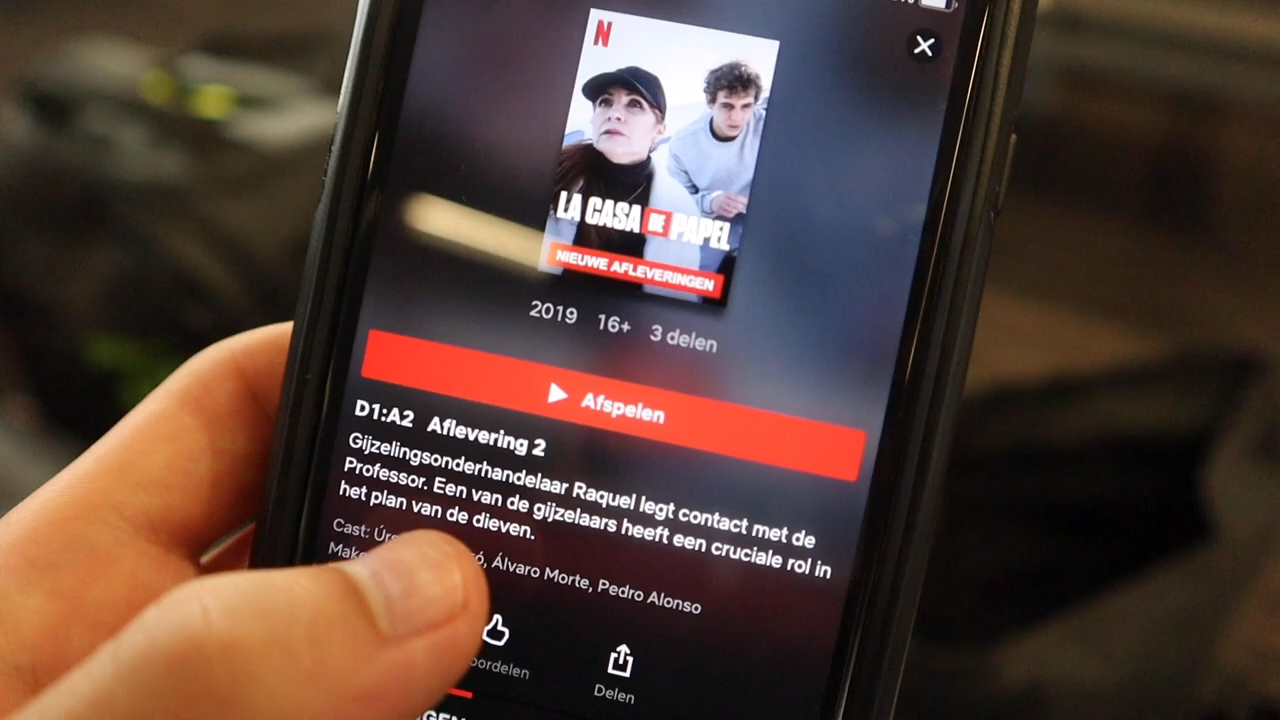 N
LA CASA DE PAPEL
NIEUWE AFLEVERINGEN
2019 16+ 3 delen
Afspelen
D1:A2 Aflevering 2
Gijzelingsonderhandelaar Raquel legt contact met de
Professor. Een van de gijzelaars heeft een cruciale rol in
het plan van de dieven.
Cast: Álvaro Morte, Pedro Alonso
Delen